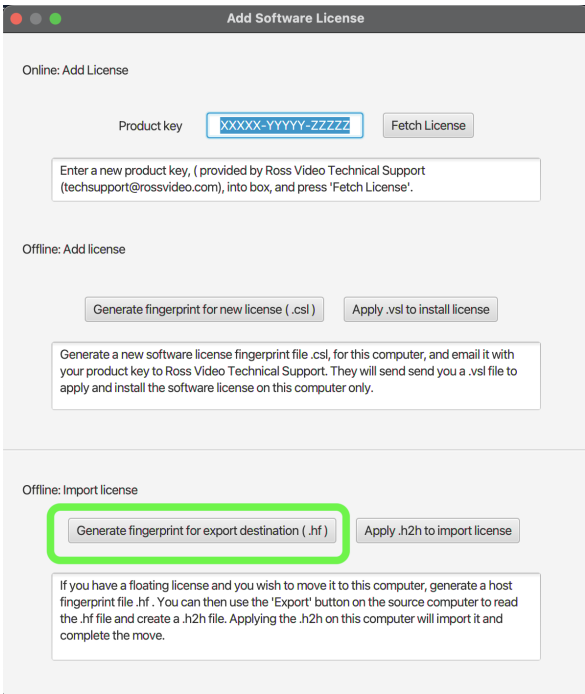 Add Software License
Online: Add License
Product key XXXXX-YYYYY-ZZZZZ Fetch License
Enter a new product key, ( provided by Ross Video Technical Support
(techsupport@rossvideo.com), into box, and press 'Fetch License'.
Offline: Add license
Generate fingerprint for new license ( .csl ) Apply .vsl to install license
Generate a new software license fingerprint file .csl, for this computer, and email it with
your product key to Ross Video Technical Support. They will send send you a .vsl file to
apply and install the software license on this computer only.
Offline: Import license
Generate fingerprint for export destination ( .hf ) Apply .h2h to import license
If you have a floating license and you wish to move it to this computer, generate a host
fingerprint file .hf . You can then use the 'Export' button on the source computer to read
the .hf file and create a .h2h file. Applying the .h2h on this computer will import it and
complete the move.